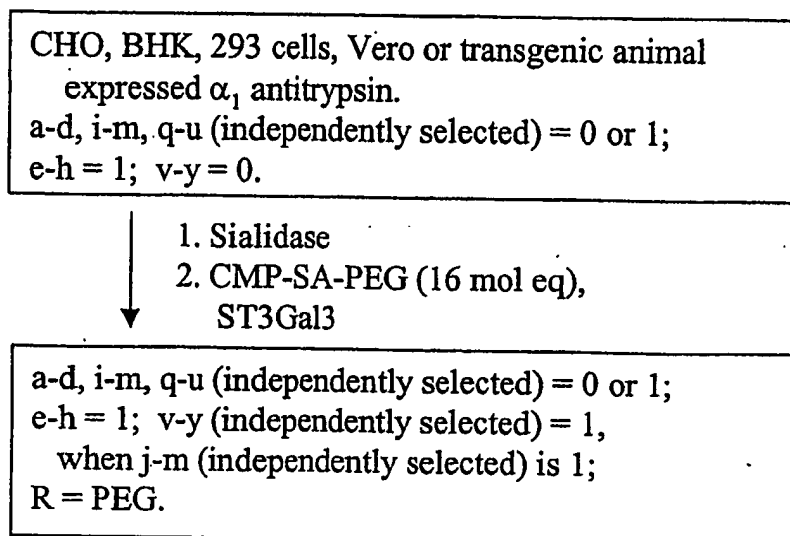 CHO, BHK, 293 cells, Vero or transgenic animal
expressed α₁ antitrypsin.
a-d, i-m, q-u (independently selected) = 0 or 1;
e-h = 1; v-y = 0.
1. Sialidase
2. CMP-SA-PEG (16 mol eq),
ST3Gal3
a-d, i-m, q-u (independently selected) = 0 or 1;
e-h = 1; v-y (independently selected) = 1,
when j-m (independently selected) is 1;
R = PEG.